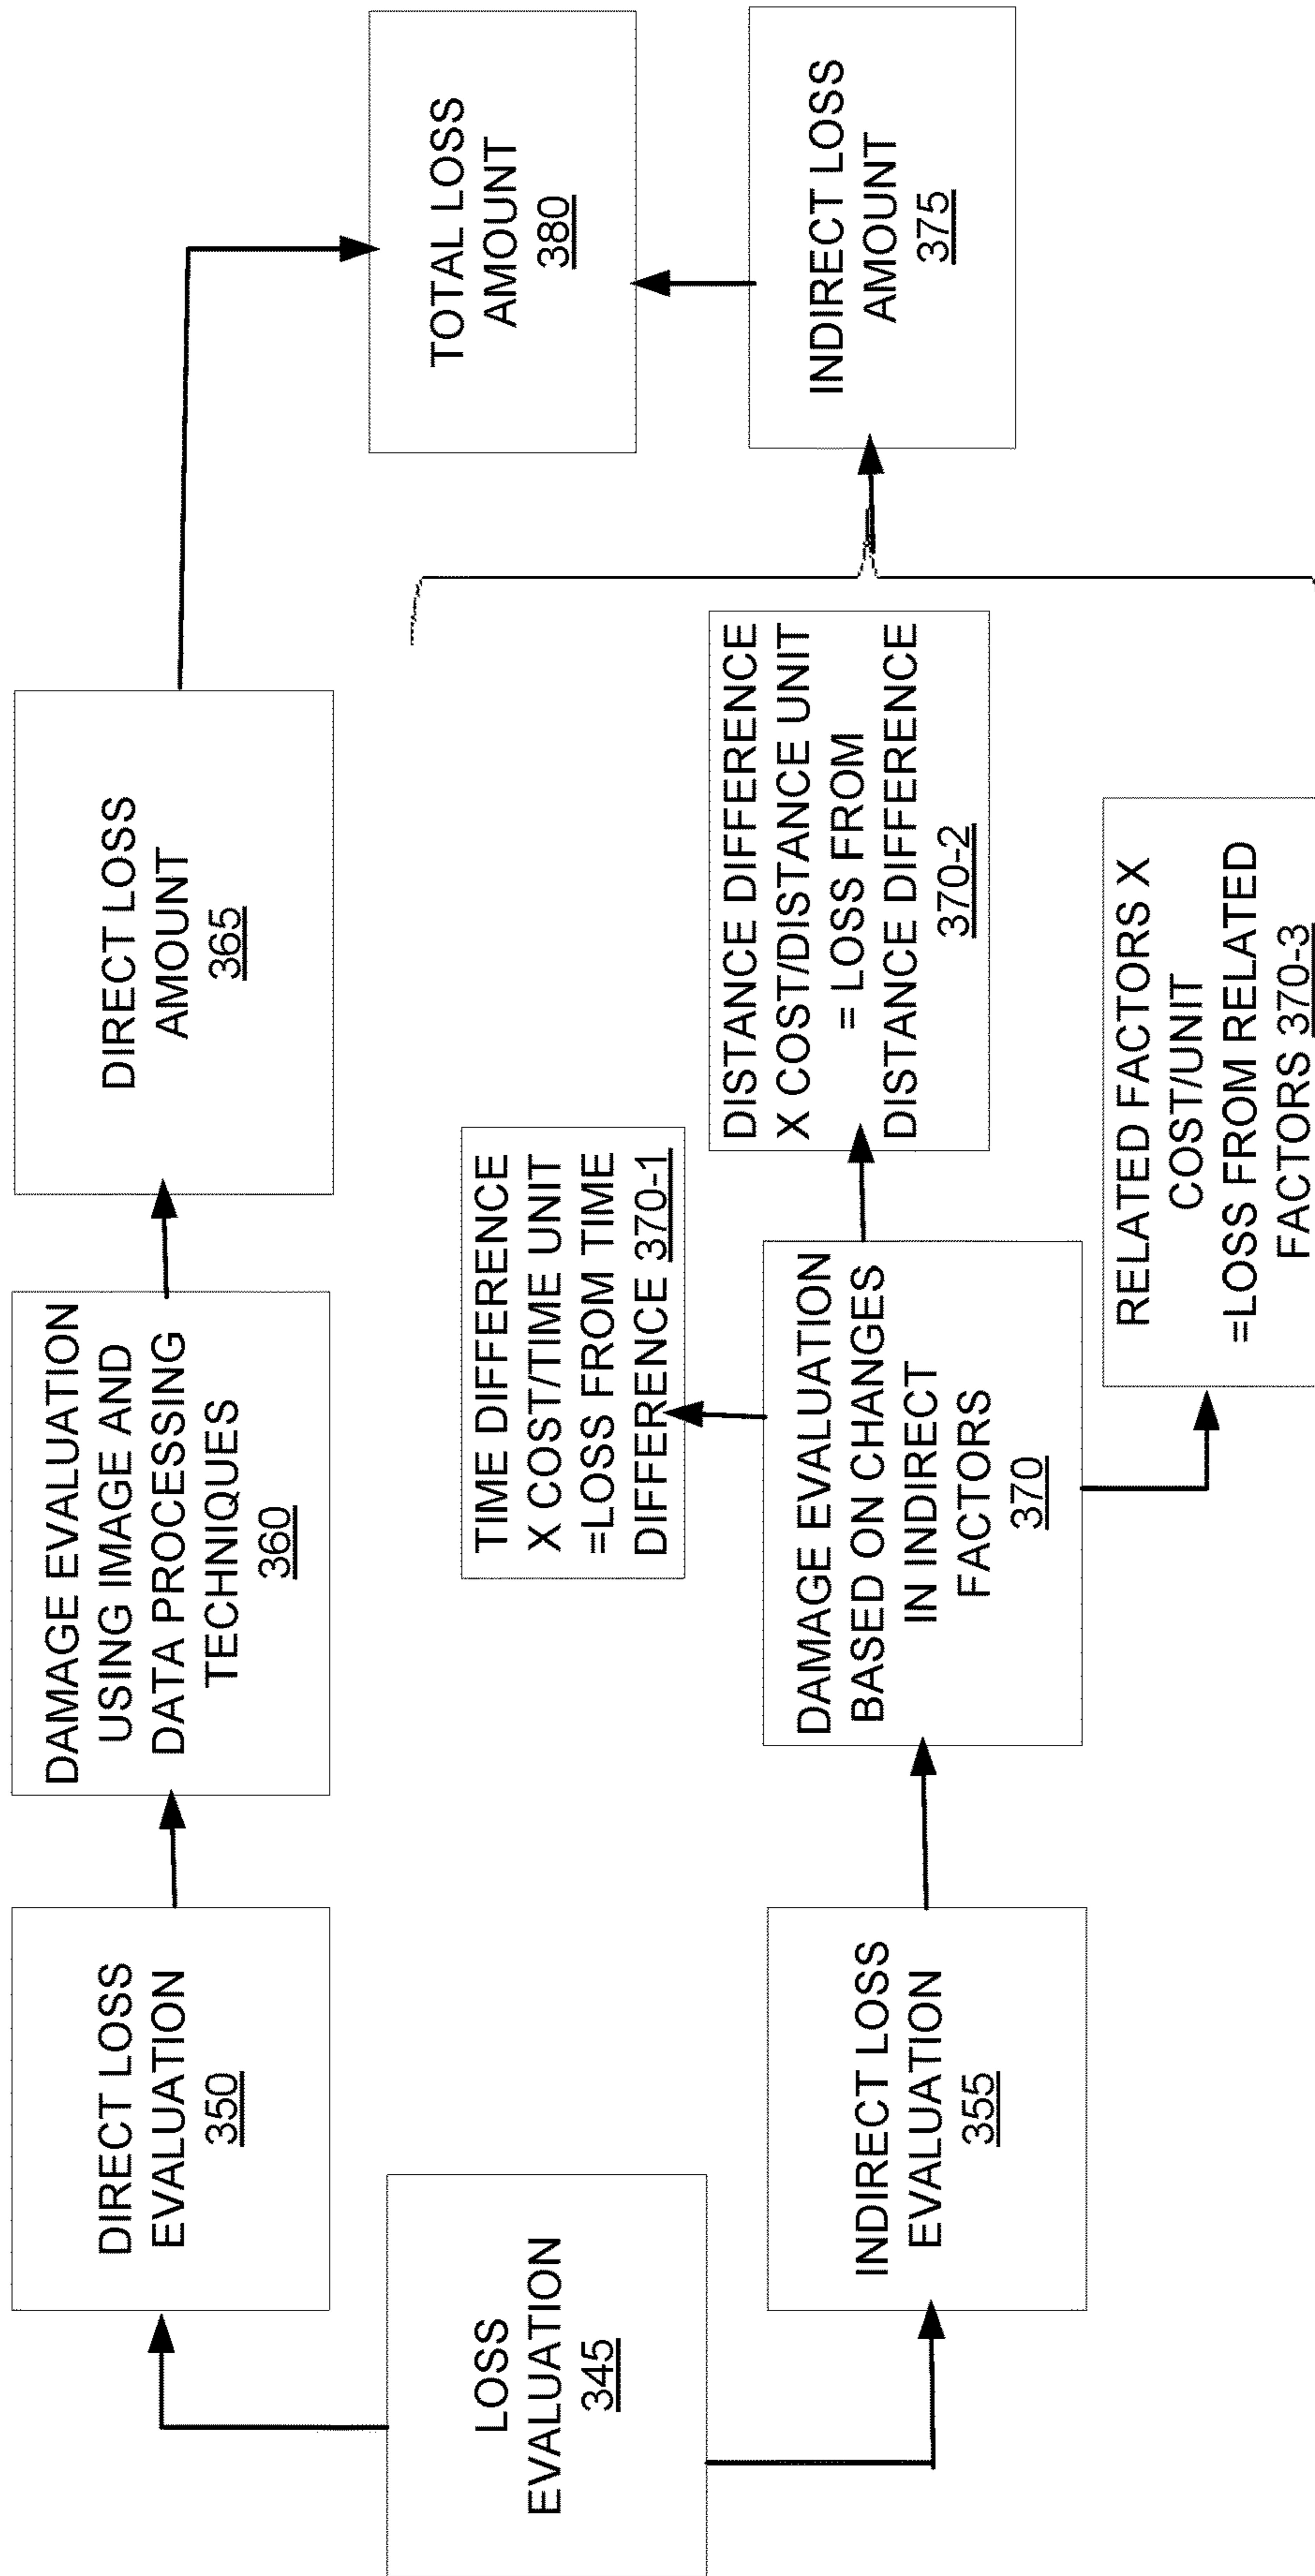 LOSS
EVALUATION
345
DIRECT LOSS
EVALUATION
350
DAMAGE EVALUATION
USING IMAGE AND
DATA PROCESSING
TECHNIQUES
360
DIRECT LOSS
AMOUNT
365
INDIRECT LOSS
EVALUATION
355
DAMAGE EVALUATION
BASED ON CHANGES
IN INDIRECT
FACTORS
370
TIME DIFFERENCE
X COST/TIME UNIT
=LOSS FROM TIME
DIFFERENCE 370-1
DISTANCE DIFFERENCE
X COST/DISTANCE UNIT
= LOSS FROM
DISTANCE DIFFERENCE
370-2
RELATED FACTORS X
COST/UNIT
=LOSS FROM RELATED
FACTORS 370-3
TOTAL LOSS
AMOUNT
380
INDIRECT LOSS
AMOUNT
375